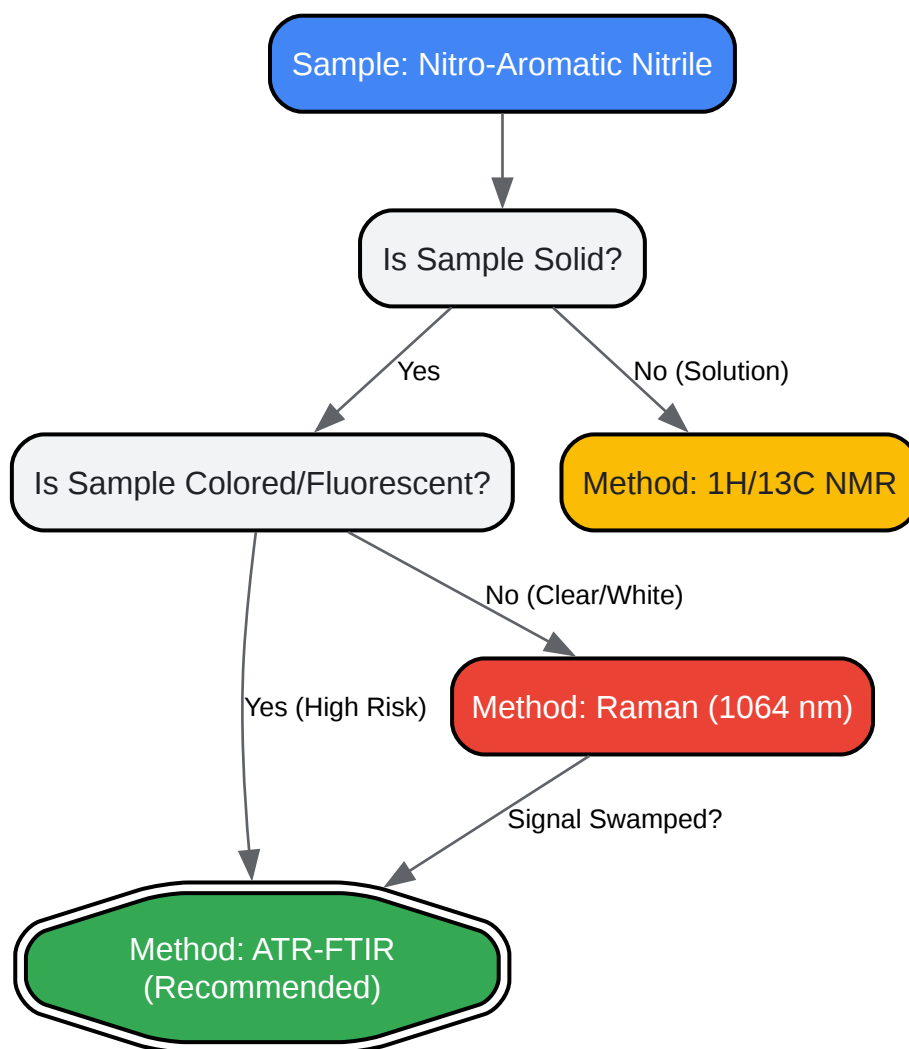 Sample: Nitro-Aromatic Nitrile
Is Sample Solid?
Yes
No (Solution)
Is Sample Colored/Fluorescent?
Method: 1H/13C NMR
No (Clear/White)
Yes (High Risk)
Method: Raman (1064 nm)
Signal Swamped?
Method: ATR-FTIR
(Recommended)